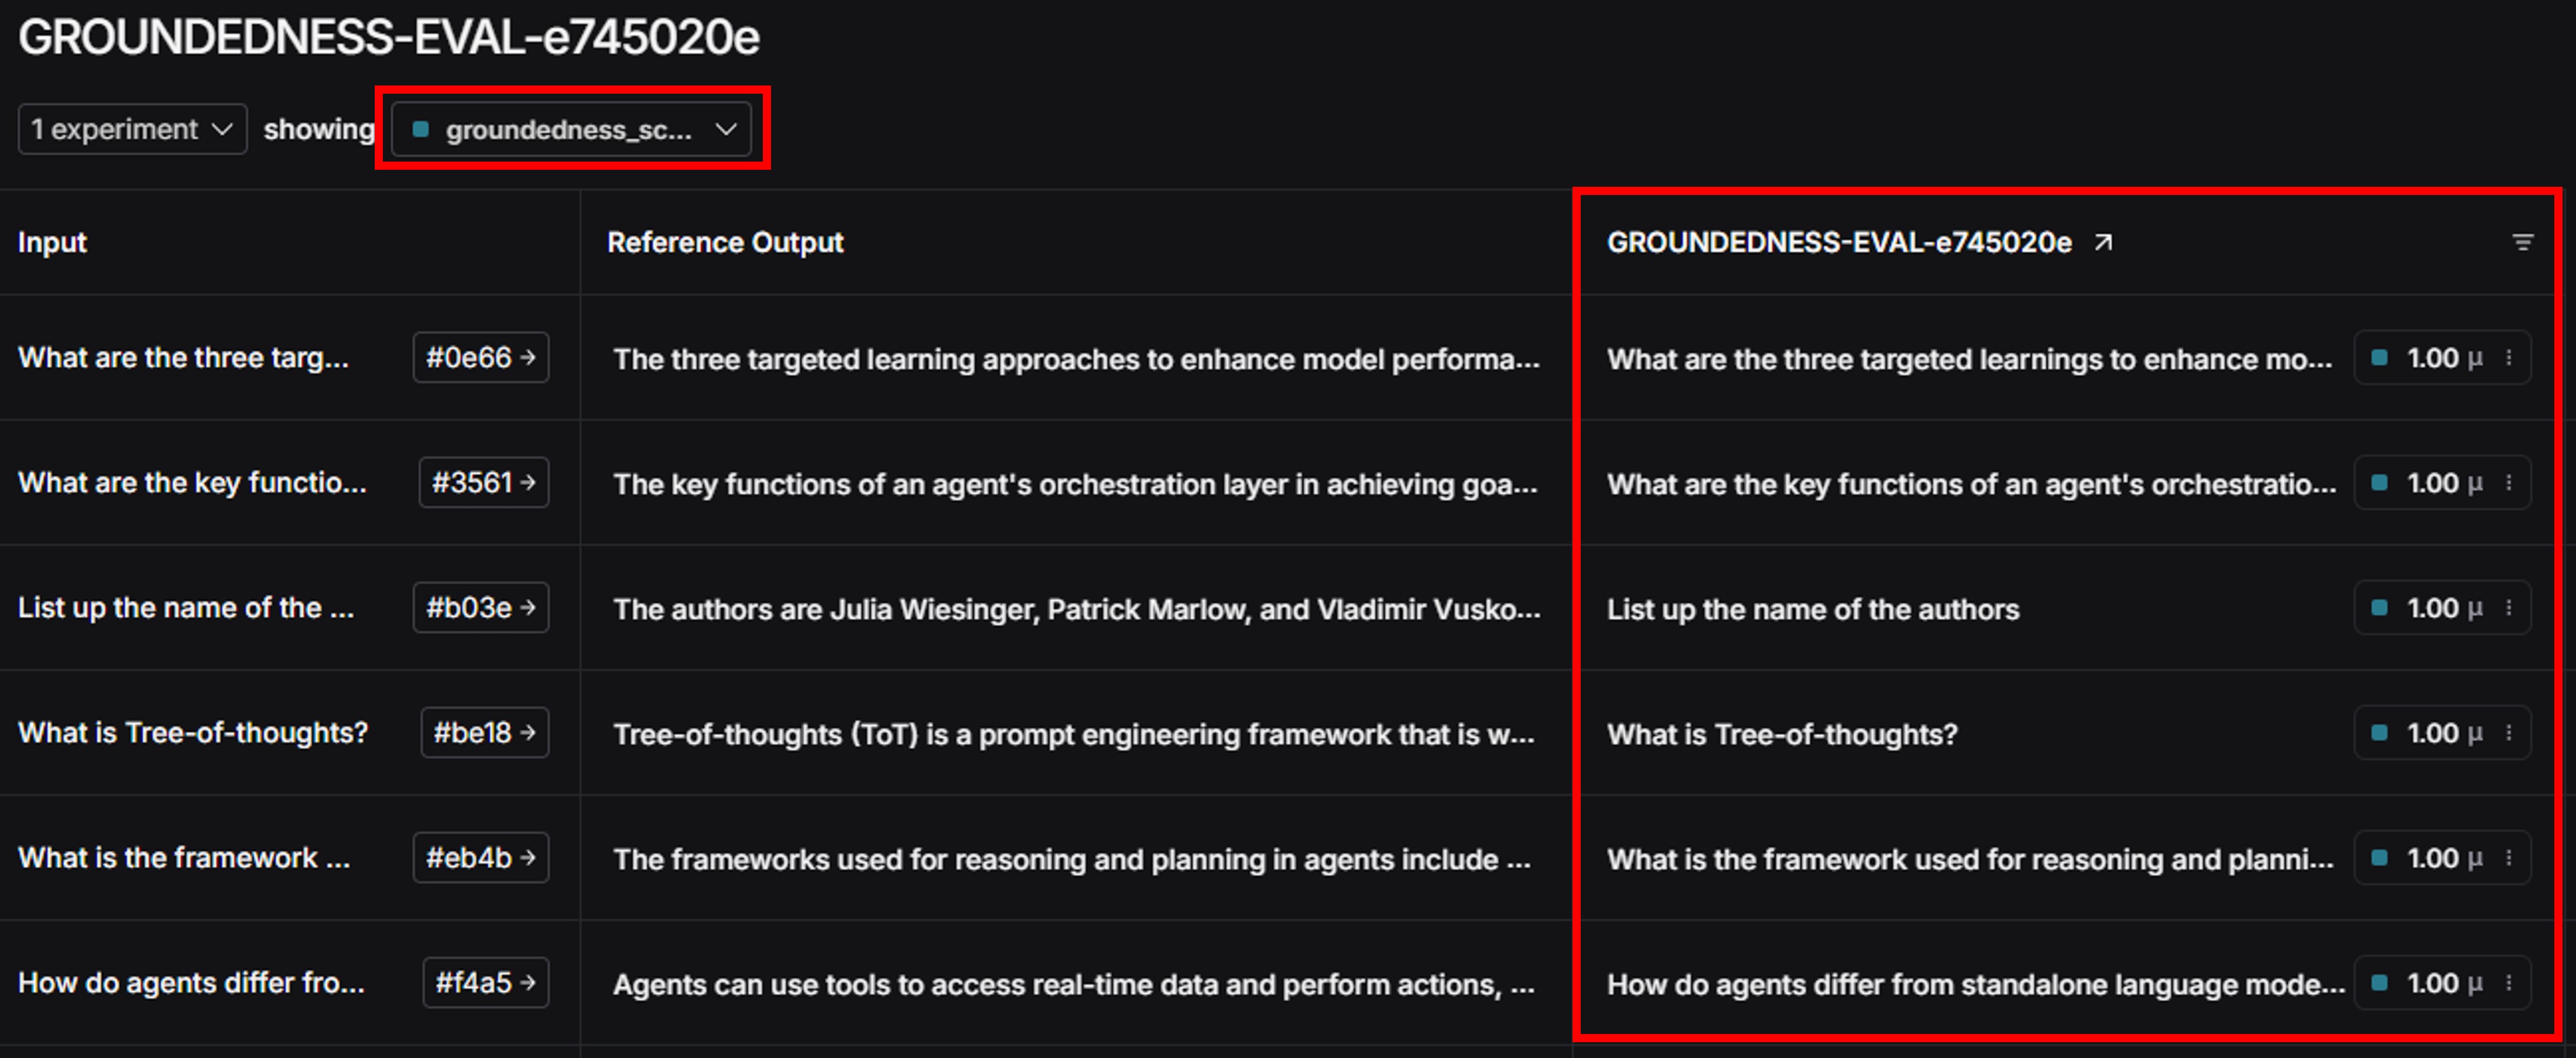 GROUNDEDNESS-EVAL-e745020e
1 experiment showing groundedness_sc...
Input Reference Output GROUNDEDNESS-EVAL-e745020e
What are the three targ... #0e66 The three targeted learning approaches to enhance model performa... What are the three targeted learnings to enhance mo... 1.00 μ
What are the key functio... #3561 The key functions of an agent's orchestration layer in achieving goa... What are the key functions of an agent's orchestratio... 1.00 μ
List up the name of the ... #b03e The authors are Julia Wiesinger, Patrick Marlow, and Vladimir Vusko... List up the name of the authors 1.00 μ
What is Tree-of-thoughts? #be18 Tree-of-thoughts (ToT) is a prompt engineering framework that is w... What is Tree-of-thoughts? 1.00 μ
What is the framework ... #eb4b The frameworks used for reasoning and planning in agents include ... What is the framework used for reasoning and planni... 1.00 μ
How do agents differ fro... #f4a5 Agents can use tools to access real-time data and perform actions, ... How do agents differ from standalone language mode... 1.00 μ